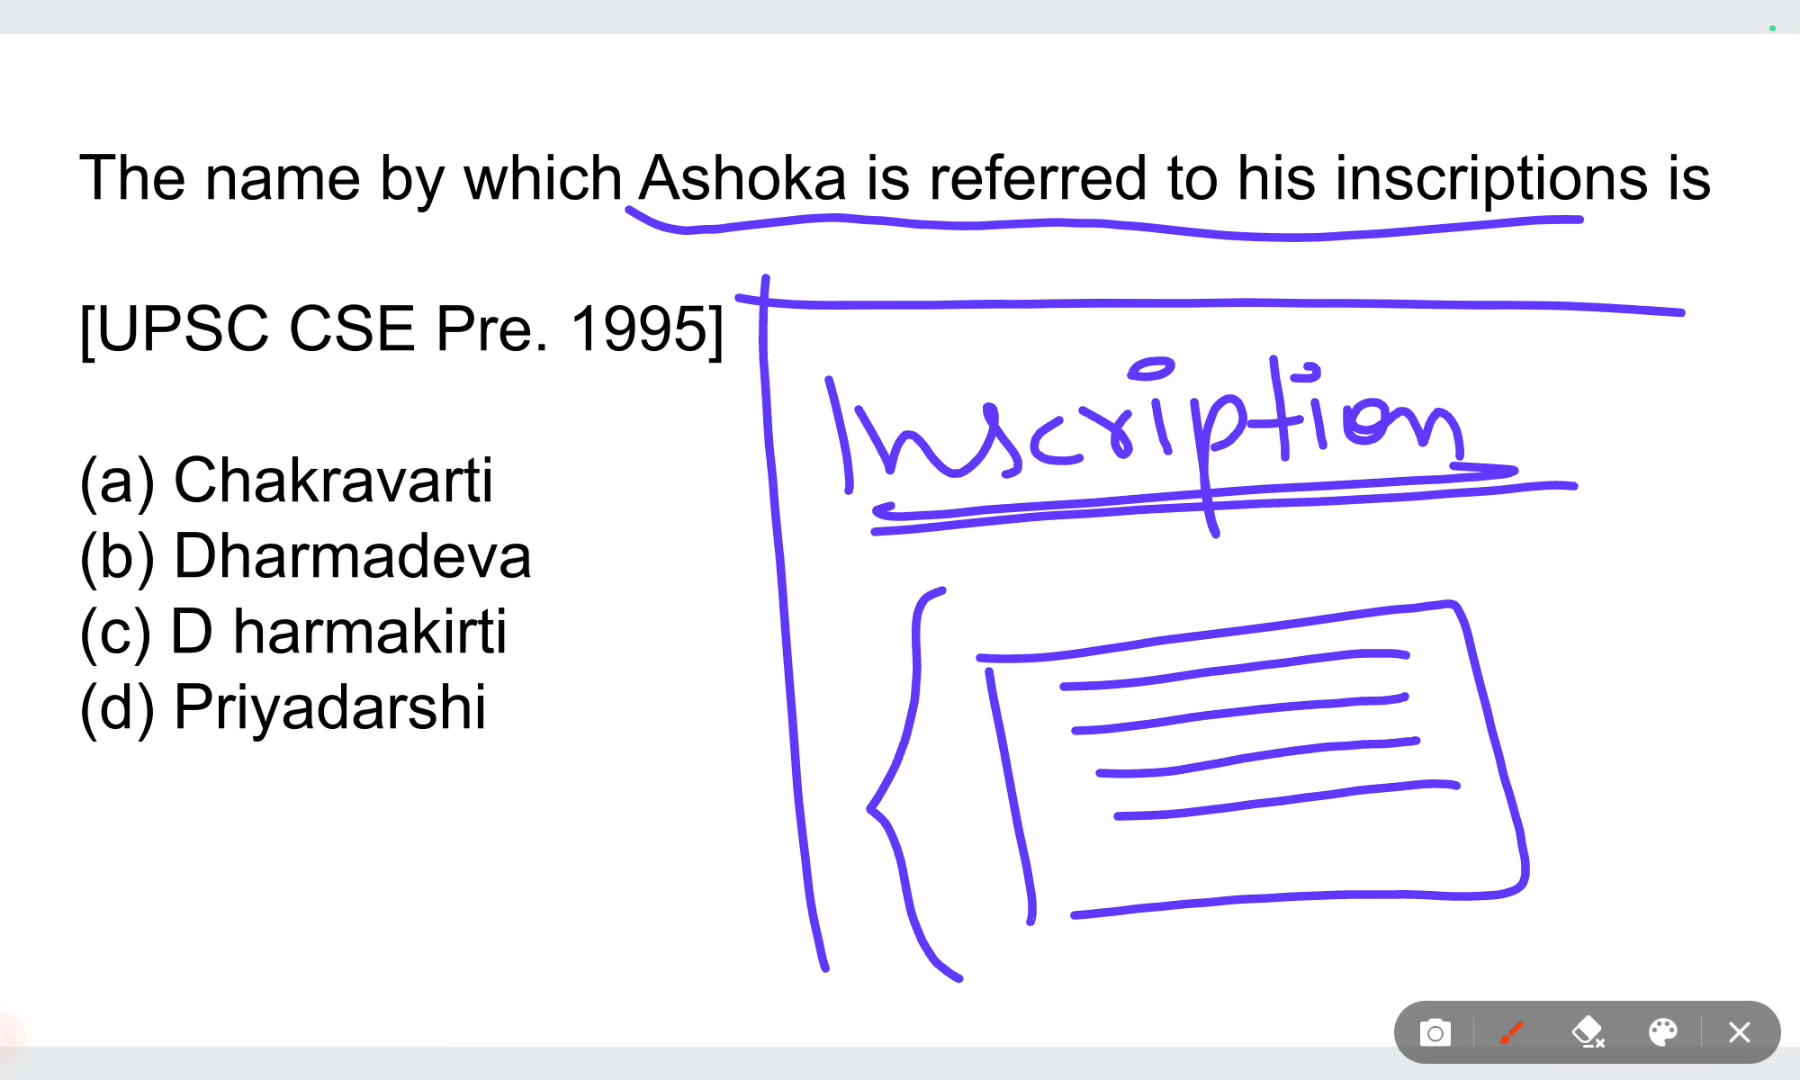 The name by which Ashoka is referred to his inscriptions is
[UPSC CSE Pre. 1995]
Inscription
(a) Chakravarti
(b) Dharmadeva
(c) D harmakirti
(d) Priyadarshi